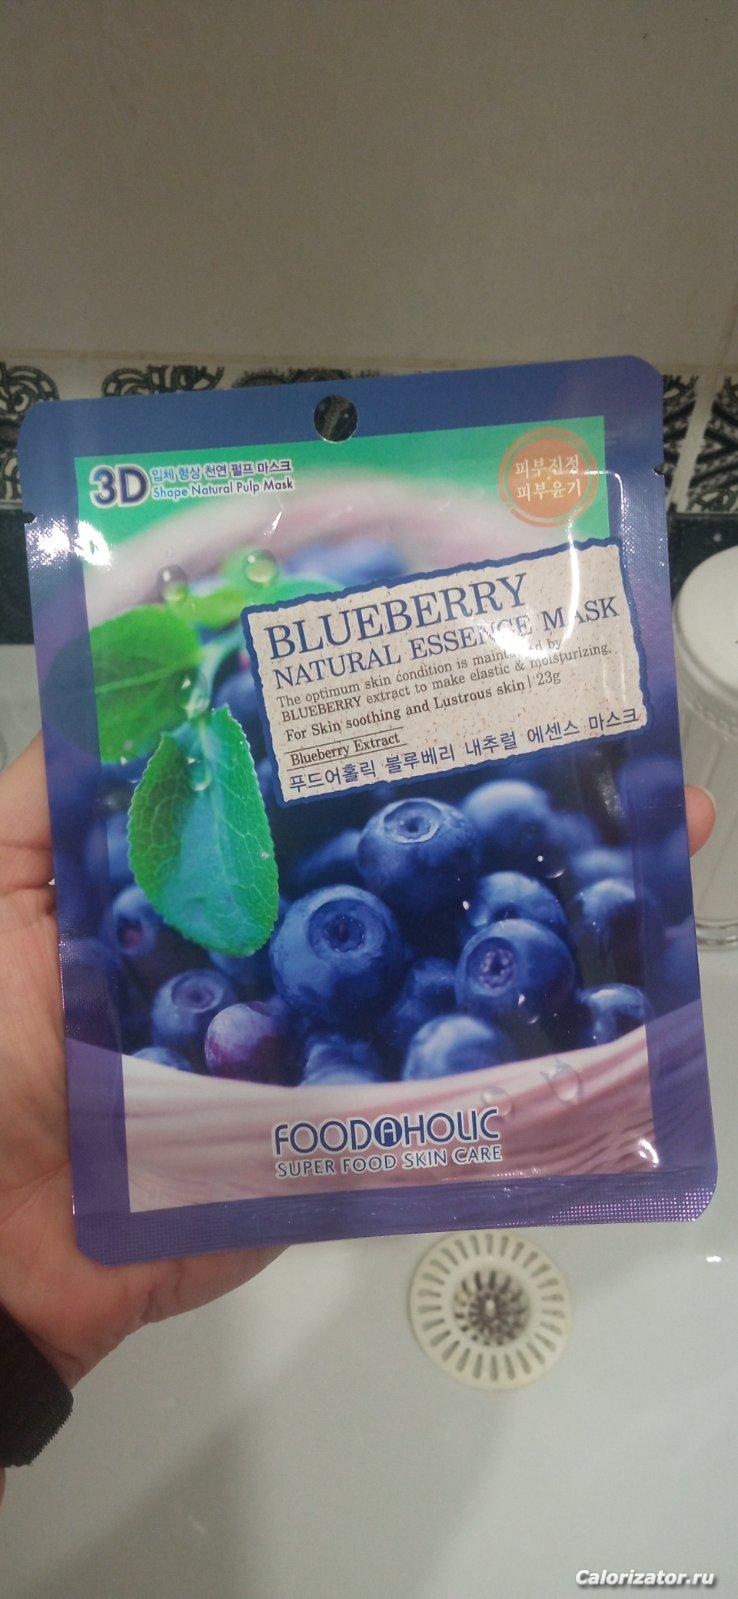 3D 입체 형상 천연 펄프 마스크
Shape Natural Pulp Mask
피부진정
피부윤기
BLUEBERRY
NATURAL ESSENCE MASK
The optimum skin condition is maintained by
BLUEBERRY extract to make elastic & moisturizing.
For Skin soothing and Lustrous skin | 23g
Blueberry Extract
푸드어홀릭 블루베리 내추럴 에센스 마스크
FOODAHOLIC
SUPER FOOD SKIN CARE
Calorizator.ru